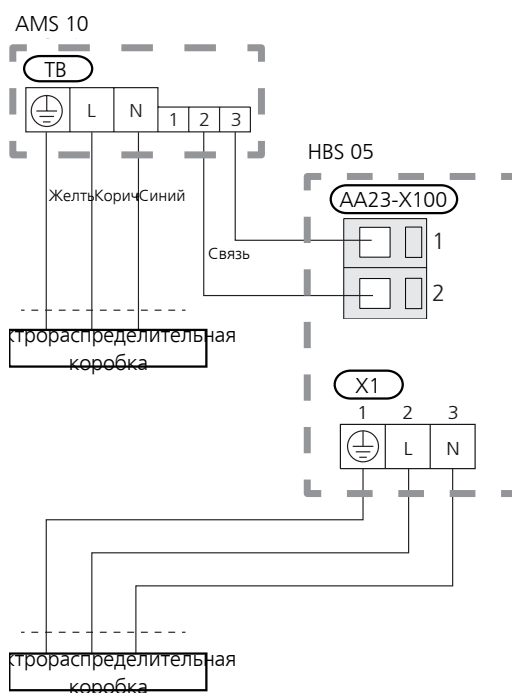 AMS 10
TB
L N 1 2 3
HBS 05
AA23-X100
ЖелтьКоричСиний
Связь
1
2
ктрораспределительная
коробка
X1
1 2 3
L N
ктрораспределительная
коробка